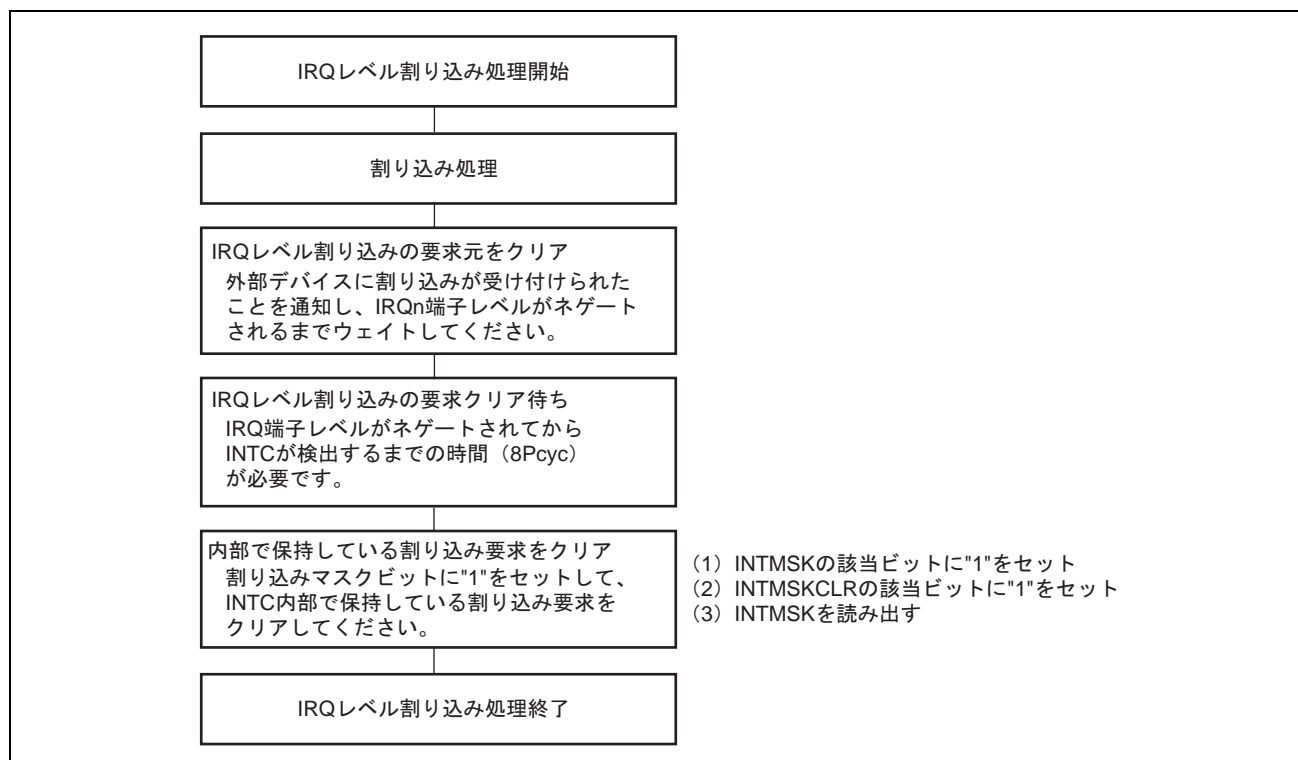 IRQレベル割り込み処理開始
割り込み処理
IRQレベル割り込みの要求元をクリア
外部デバイスに割り込みが受け付けられた
ことを通知し、IRQn端子レベルがネゲート
されるまでウェイトしてください。
IRQレベル割り込みの要求クリア待ち
IRQ端子レベルがネゲートされてから
INTCが検出するまでの時間（8Pcyc）
が必要です。
内部で保持している割り込み要求をクリア
割り込みマスクビットに"1"をセットして、
INTC内部で保持している割り込み要求を
クリアしてください。
（1）INTMSKの該当ビットに"1"をセット
（2）INTMSKCLRの該当ビットに"1"をセット
（3）INTMSKを読み出す
IRQレベル割り込み処理終了